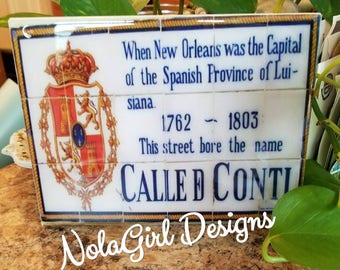 When New Orleans was the Capital
of the Spanish Province of Lui-
siana.
1762 ~ 1803
This street bore the name
CALLE D CONTI
NolaGirl Designs